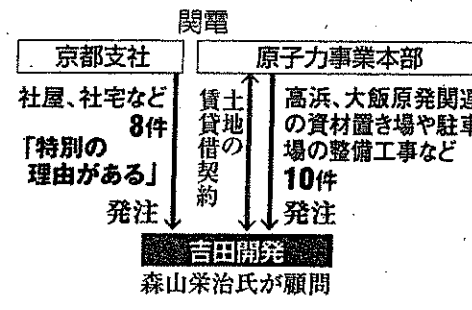 関電
京都支社
原子力事業本部
社屋、社宅など
8件
「特別の
理由がある」
発注
土地の
賃貸借契約
高浜、大飯原発関連
の資材置き場や駐車
場の整備工事など
10件
発注
吉田開発
森山栄治氏が顧問